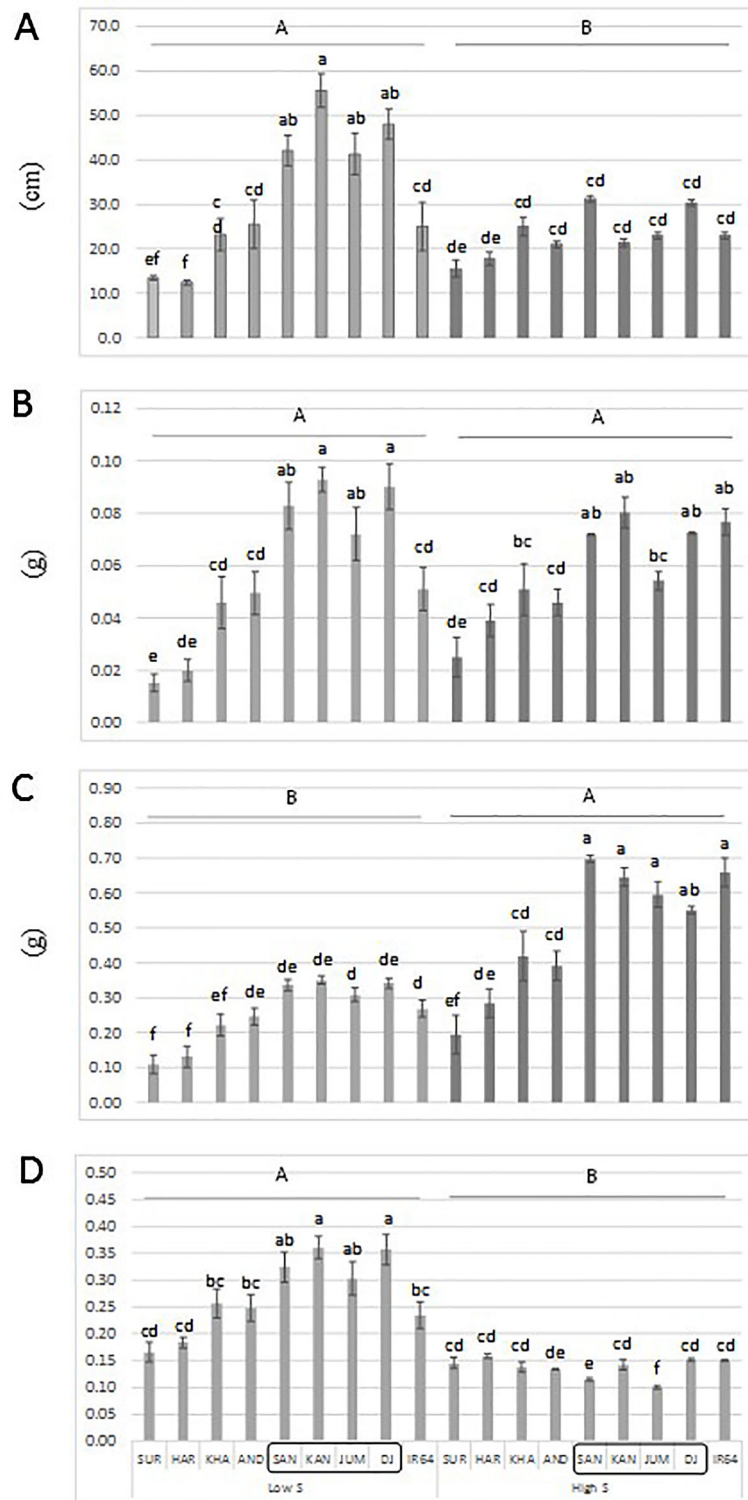 A
70.0 A B
60.0 a
50.0 ab ab ab
40.0
(cm) 30.0 cd c d cd cd cd cd
20.0 ef f de de cd cd cd cd
10.0
0.0
B
0.12 A A
0.10 ab a ab a ab ab ab ab
0.08
(g) 0.06 cd cd cd bc cd bc
0.04 de cd de
0.02 e
0.00
C
0.90 B A
0.80
0.70 a a a ab a
0.60
0.50 cd cd
(g) 0.40 de de d de d
0.30 ef de de
0.20 f f ef
0.10
0.00
D
0.50 A B
0.45
0.40 a a
0.35 ab ab
0.30 bc bc bc
0.25
0.20 cd cd cd cd cd de cd cd cd
0.15 e f
0.10
0.05
0.00
SUR HAR KHA AND SAN KAN JUM DJ IR64 SUR HAR KHA AND SAN KAN JUM DJ IR64
Low S High S